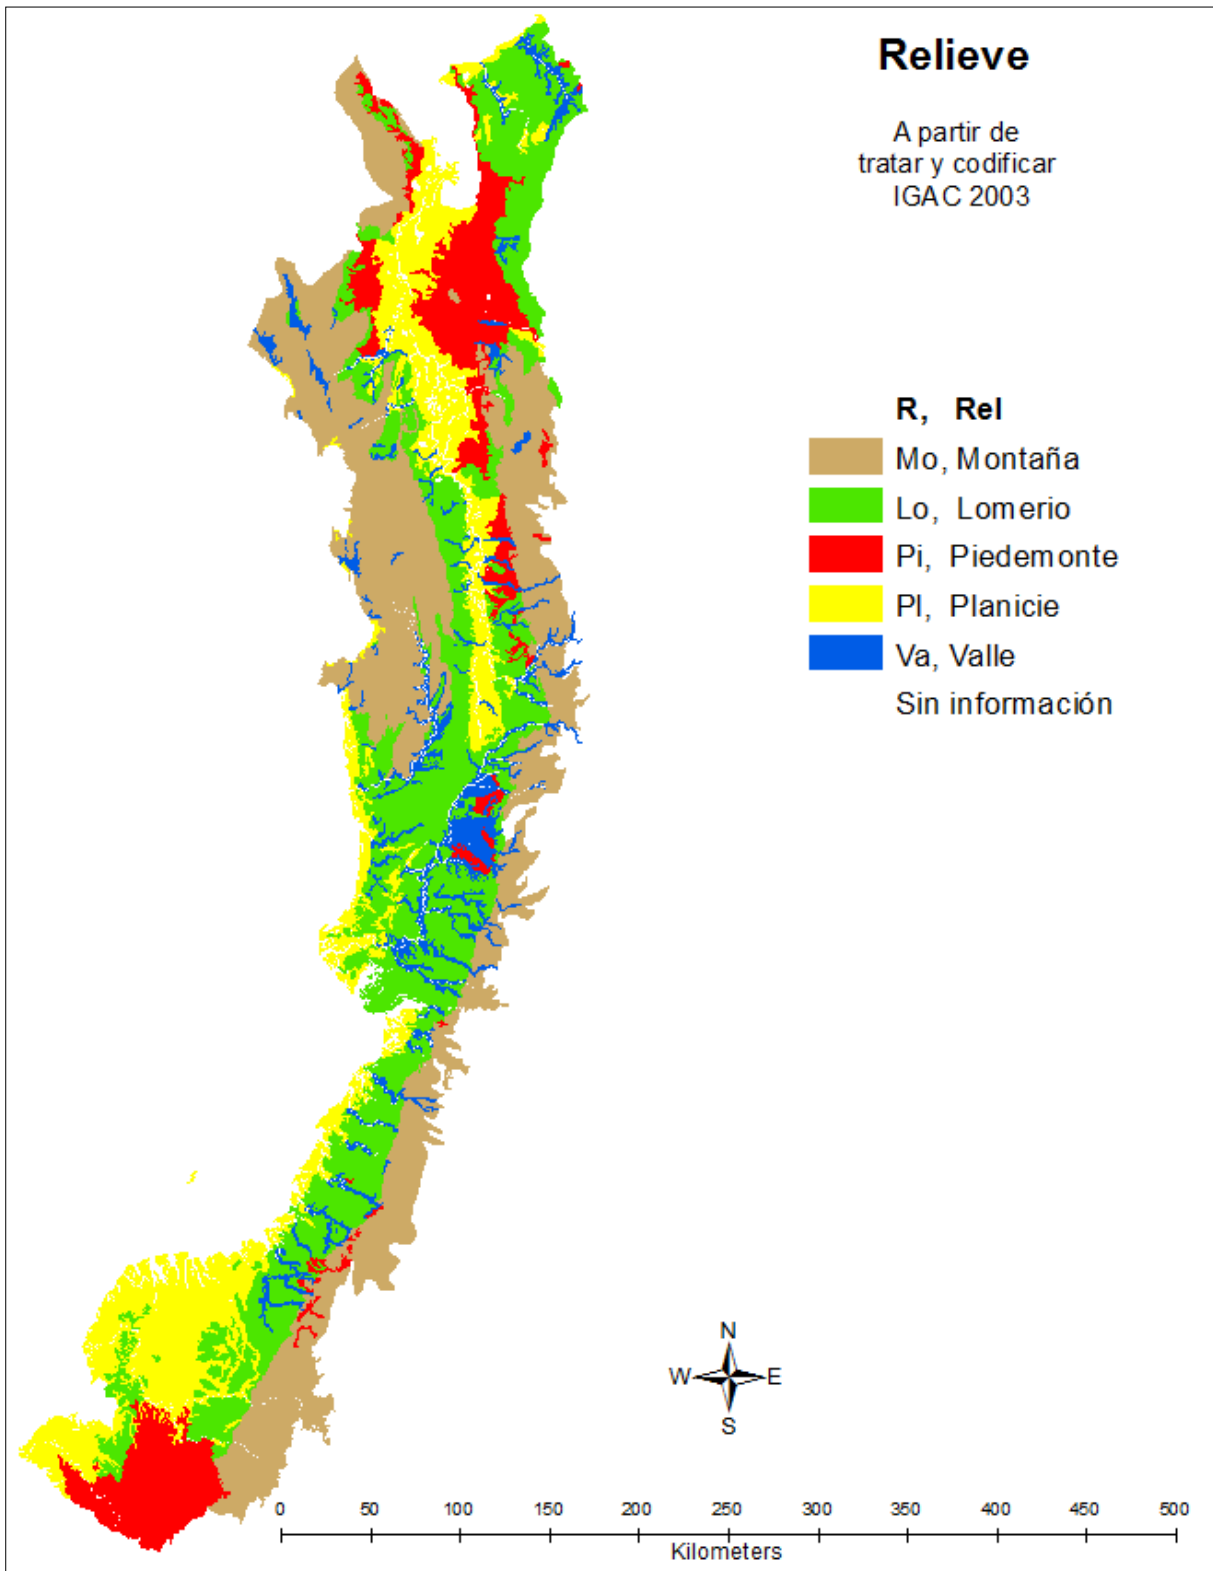 Relieve
A partir de
tratar y codificar
IGAC 2003
R, Rel
Mo, Montaña
Lo, Lomerio
Pi, Piedemonte
Pl, Planicie
Va, Valle
Sin información
N
W E
S
0 50 100 150 200 250 300 350 400 450 500
Kilometers